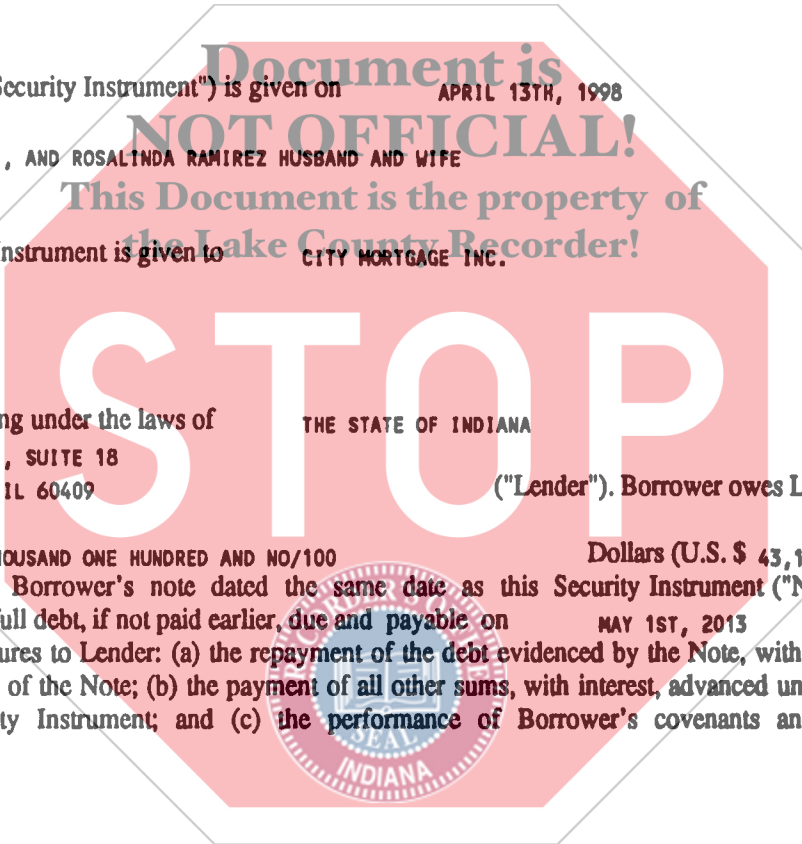 Document is
Security Instrument") is given on APRIL 13TH, 1998
NOT OFFICIAL!
, AND ROSALINDA RAMIREZ HUSBAND AND WIFE
This Document is the property of
the Lake County Recorder!
Instrument is given to CITY MORTGAGE INC.
STOP
ng under the laws of THE STATE OF INDIANA
, SUITE 18
IL 60409 ("Lender"). Borrower owes L
HOUSAND ONE HUNDRED AND NO/100 Dollars (U.S. $ 43,1
Borrower's note dated the same date as this Security Instrument ("N
full debt, if not paid earlier, due and payable on MAY 1ST, 2013
ures to Lender: (a) the repayment of the debt evidenced by the Note, with
of the Note; (b) the payment of all other sums, with interest, advanced un
ty Instrument; and (c) the performance of Borrower's covenants an
SEAL
INDIANA